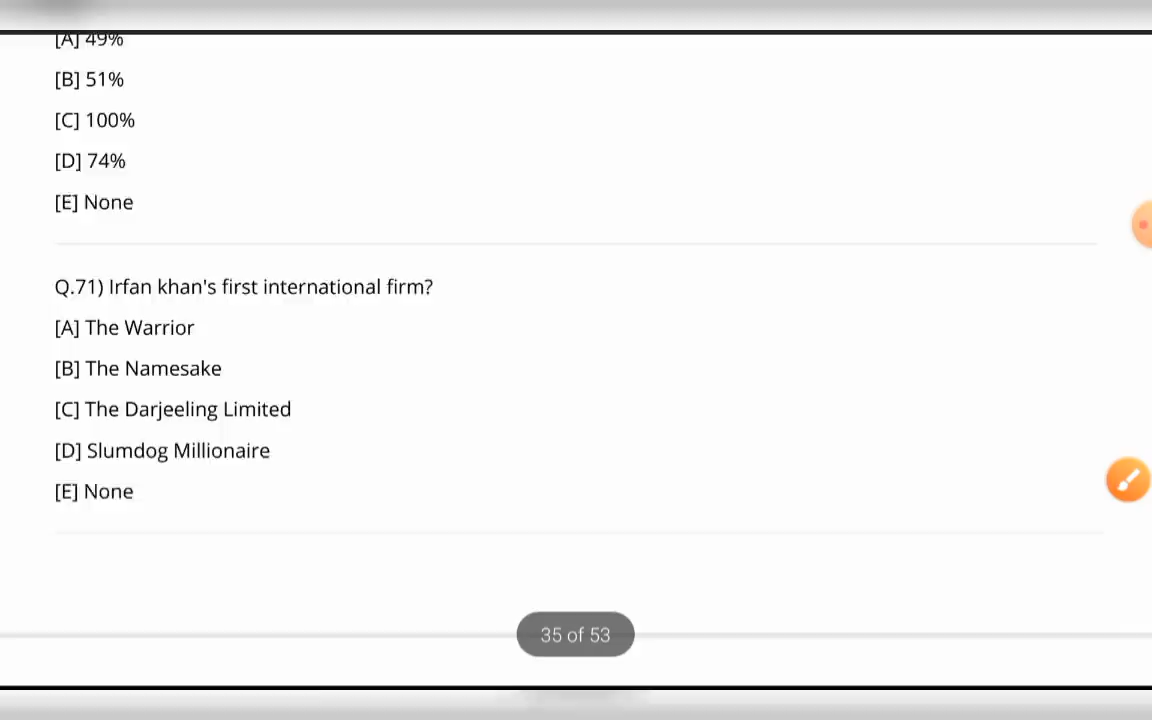 [A] 49%
[B] 51%
[C] 100%
[D] 74%
[E] None
Q.71) Irfan khan's first international firm?
[A] The Warrior
[B] The Namesake
[C] The Darjeeling Limited
[D] Slumdog Millionaire
[E] None
35 of 53